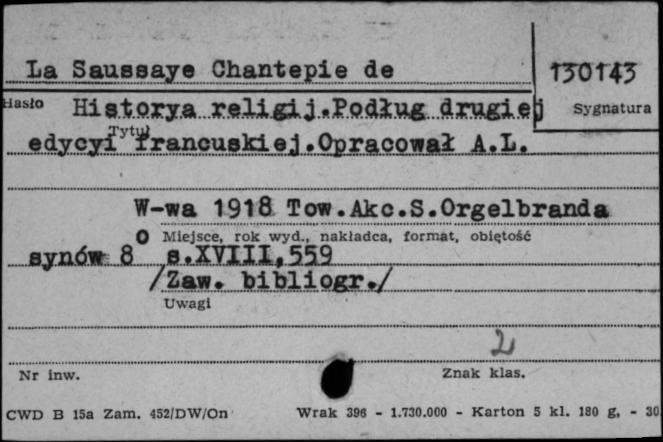 La Saussaye Chantepie de
130143
Hasło Historya religij.Podług drugiej
Sygnatura
edycyi Tytuł francuskiej.Opracował A.L.
W-wa 1918 Tow.Akc.S.Orgelbranda
Miejsce, rok wyd., nakładca, format, objętość
synów 8o s.XVIII,559
/Zaw. bibliogr./
Uwagi
2
Nr inw.
Znak klas.
CWD B 15a Zam. 452/DW/On Wrak 396 - 1.730.000 - Karton 5 kl. 180 g, - 30